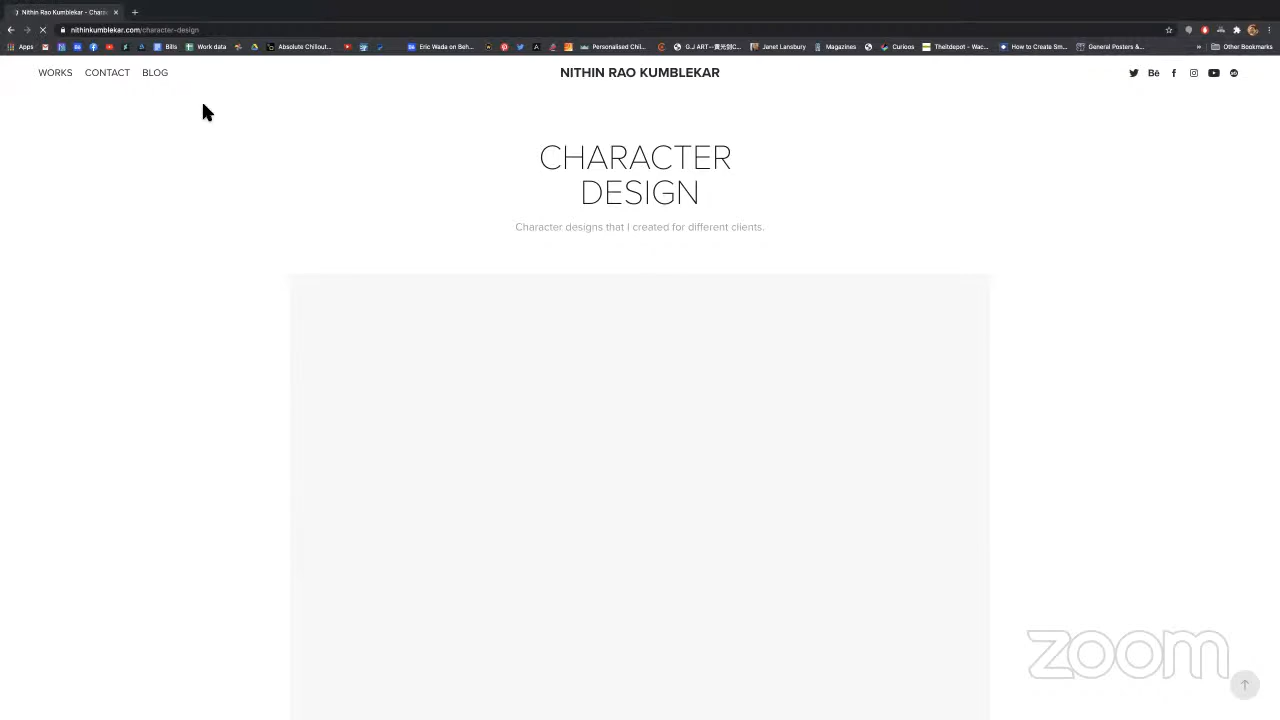 Nithin Rao Kumblekar - Charac
nithinkumblekar.com/character-design
Apps
Bills
Work data
Absolute Chillout...
Eric Wada on Beh...
Personalised Chil...
Janet Lansbury
Magazines
Curioos
Theitdepot - Wac...
How to Create Sm...
General Posters &...
»
Other Bookmarks
WORKS CONTACT BLOG
NITHIN RAO KUMBLEKAR
Bē
CHARACTER
DESIGN
Character designs that I created for different clients.
zoom